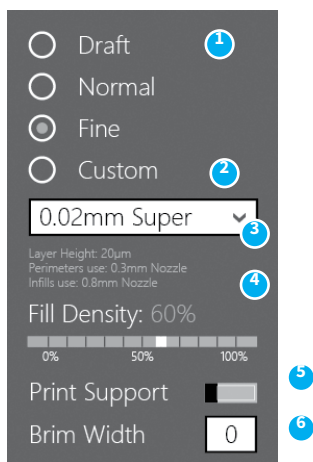 Draft 1
Normal
Fine
Custom 2
0.02mm Super 3
Layer Height: 20µm
Perimeters use: 0.3mm Nozzle
Infills use: 0.8mm Nozzle 4
Fill Density: 60%
0% 50% 100%
Print Support 5
Brim Width 0 6